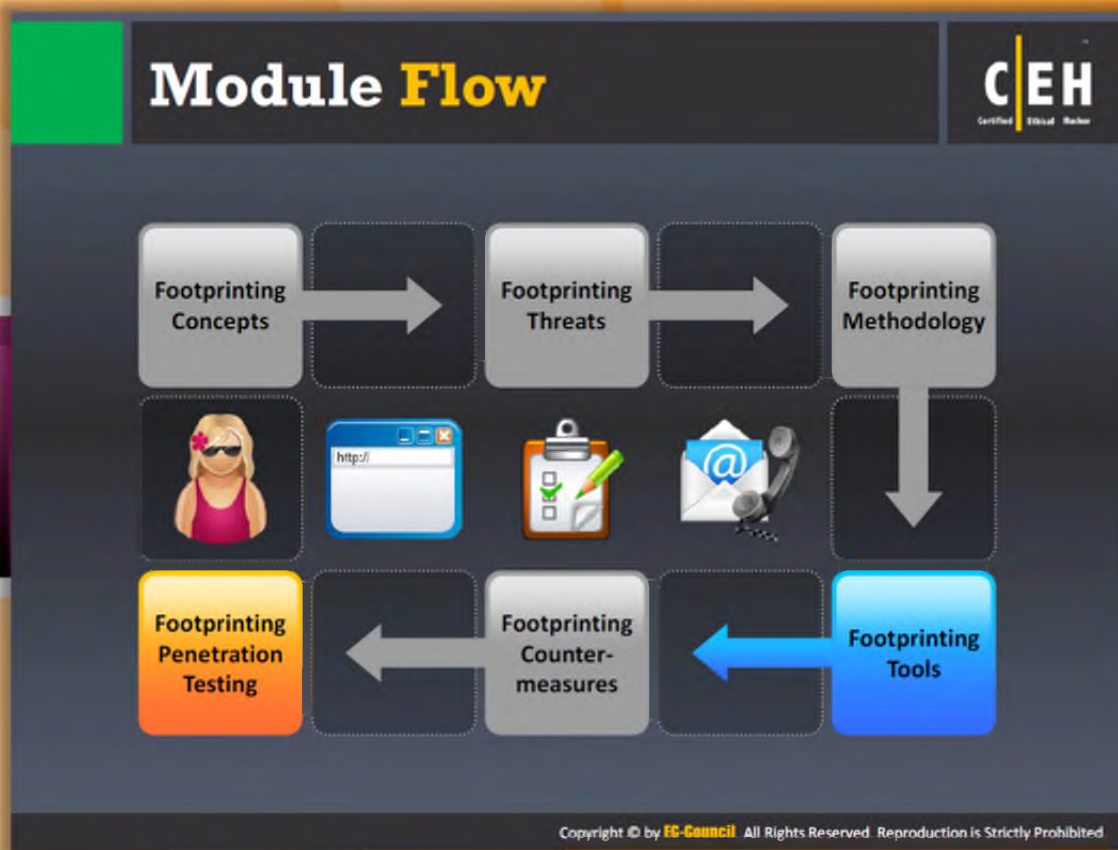 Module Flow
CEH
Certified Ethical Hacker
Footprinting
Concepts
Footprinting
Threats
Footprinting
Methodology
http://
@
Footprinting
Penetration
Testing
Footprinting
Counter-
measures
Footprinting
Tools
Copyright © by EC-Council All Rights Reserved. Reproduction is Strictly Prohibited